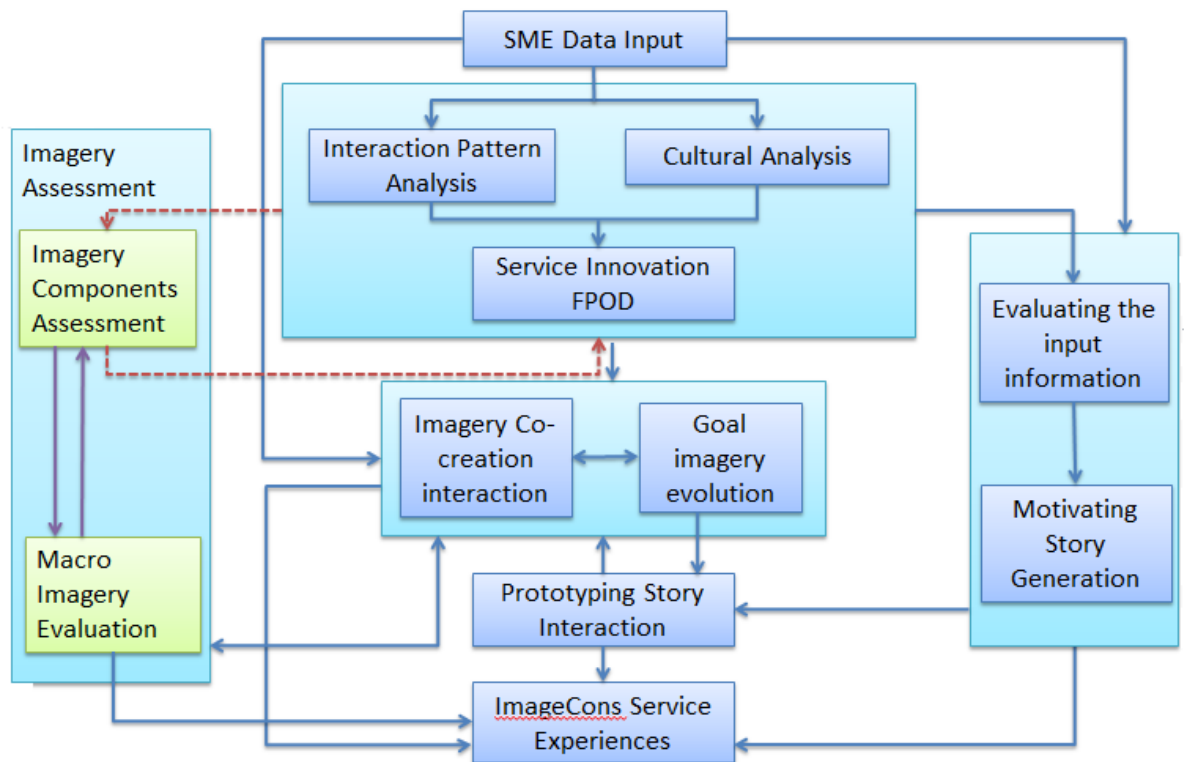 SME Data Input
Interaction Pattern
Analysis
Cultural Analysis
Service Innovation
FPOD
Imagery
Assessment
Imagery
Components
Assessment
Macro
Imagery
Evaluation
Imagery Co-
creation
interaction
Goal
imagery
evolution
Evaluating the
input
information
Motivating
Story
Generation
Prototyping Story
Interaction
ImageCons Service
Experiences